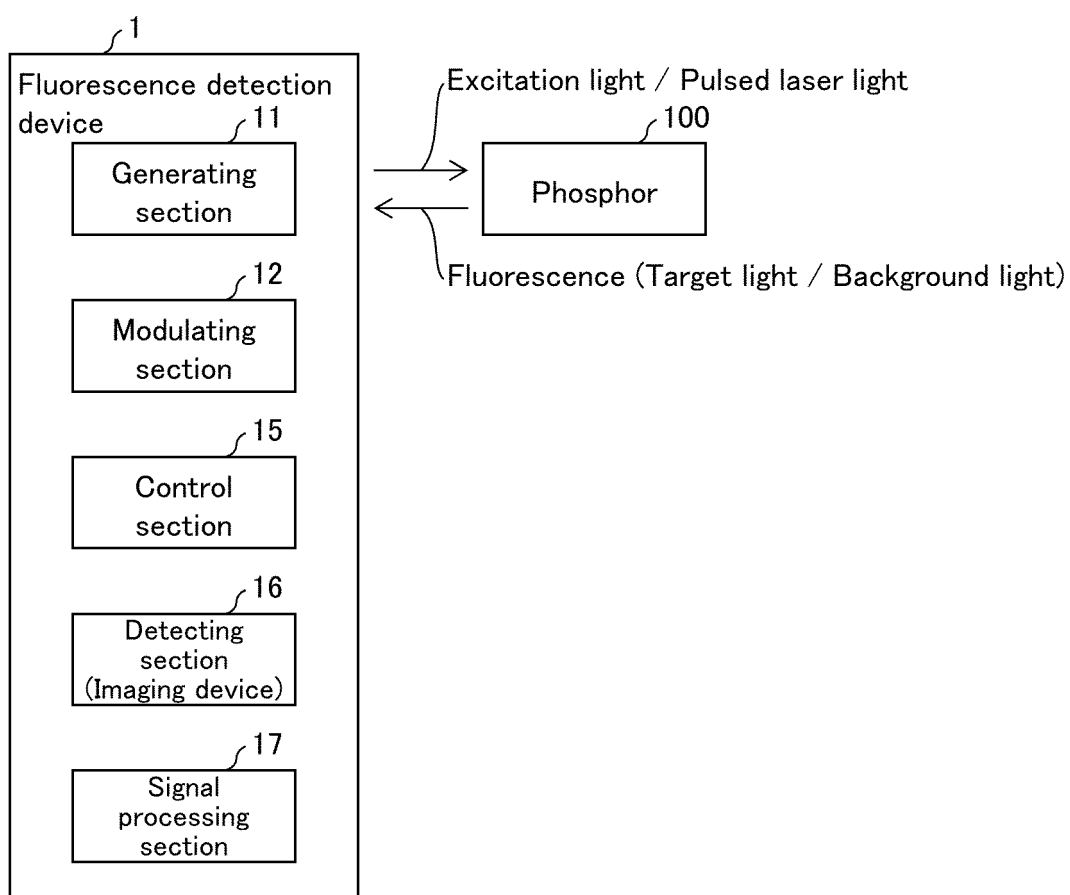 1
Fluorescence detection
device
11
Generating
section
Excitation light / Pulsed laser light
100
Phosphor
Fluorescence (Target light / Background light)
12
Modulating
section
15
Control
section
16
Detecting
section
(Imaging device)
17
Signal
processing
section